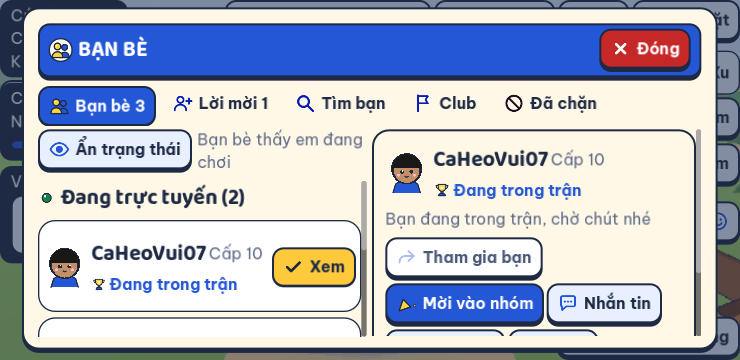 BẠN BÈ
Đóng
Bạn bè 3
Lời mời 1
Tìm bạn
Club
Đã chặn
Ẩn trạng thái
Bạn bè thấy em đang
chơi
Đang trực tuyến (2)
CaHeoVui07 Cấp 10
Đang trong trận
Xem
CaHeoVui07 Cấp 10
Đang trong trận
Bạn đang trong trận, chờ chút nhé
Tham gia bạn
Mời vào nhóm
Nhắn tin